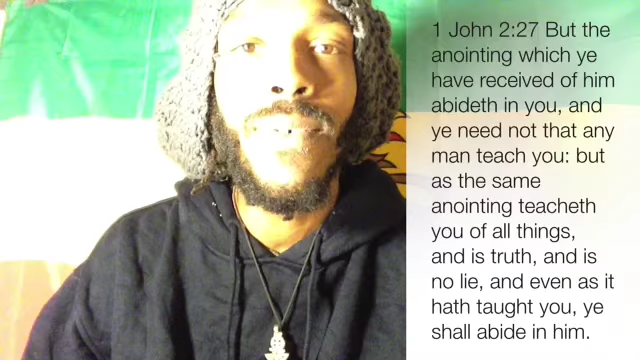 1 John 2:27 But the
anointing which ye
have received of him
abideth in you, and
ye need not that any
man teach you: but
as the same
anointing teacheth
you of all things,
and is truth, and is
no lie, and even as it
hath taught you, ye
shall abide in him.